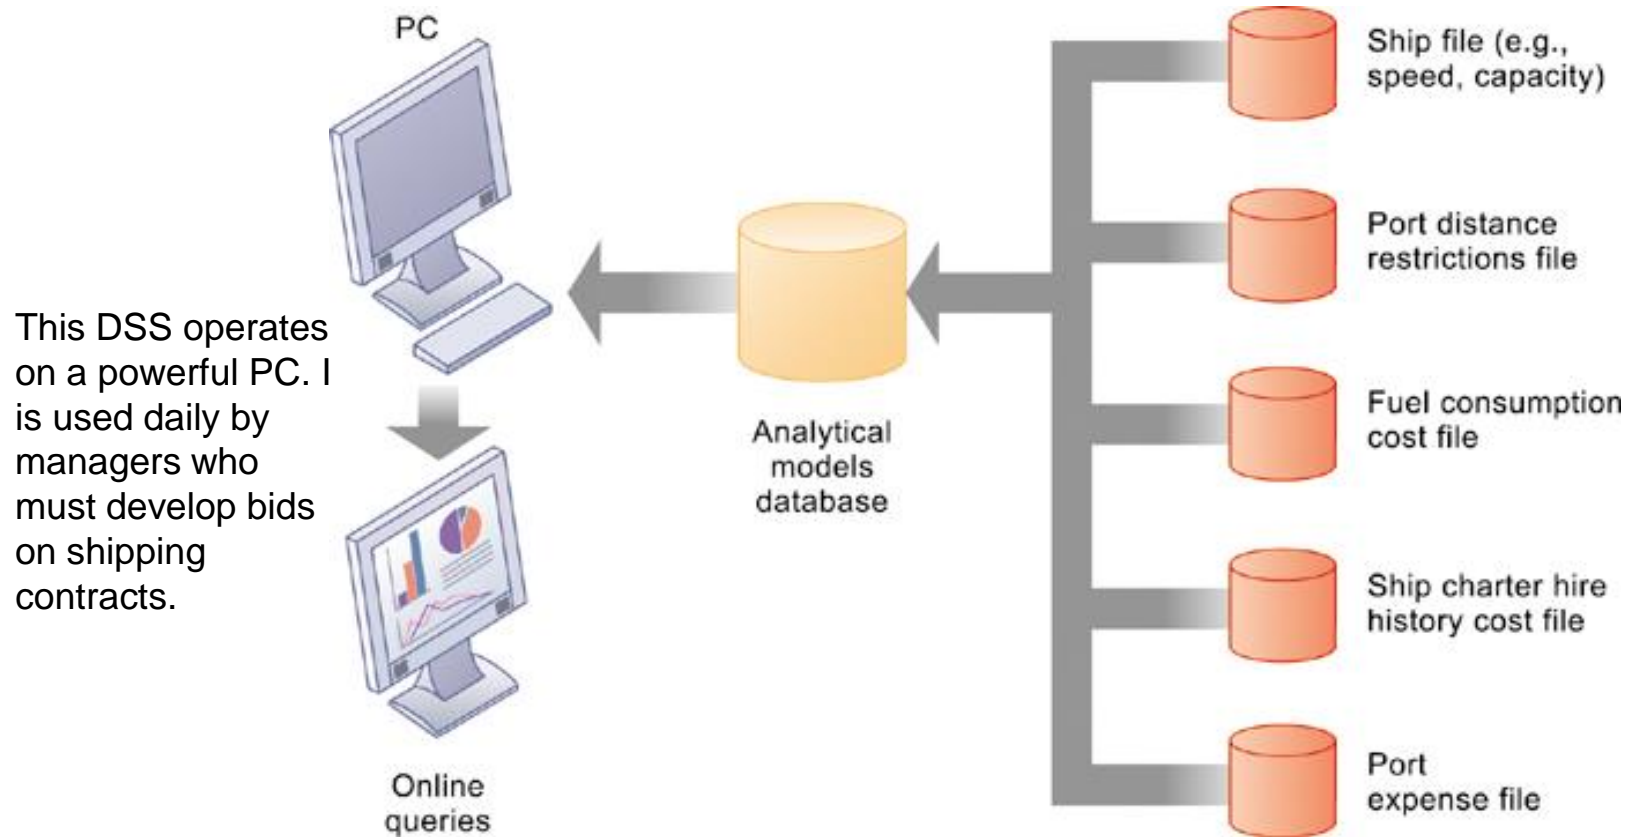 PC
This DSS operates
on a powerful PC. I
is used daily by
managers who
must develop bids
on shipping
contracts.
Online
queries
Analytical
models
database
Ship file (e.g.,
speed, capacity)
Port distance
restrictions file
Fuel consumption
cost file
Ship charter hire
history cost file
Port
expense file